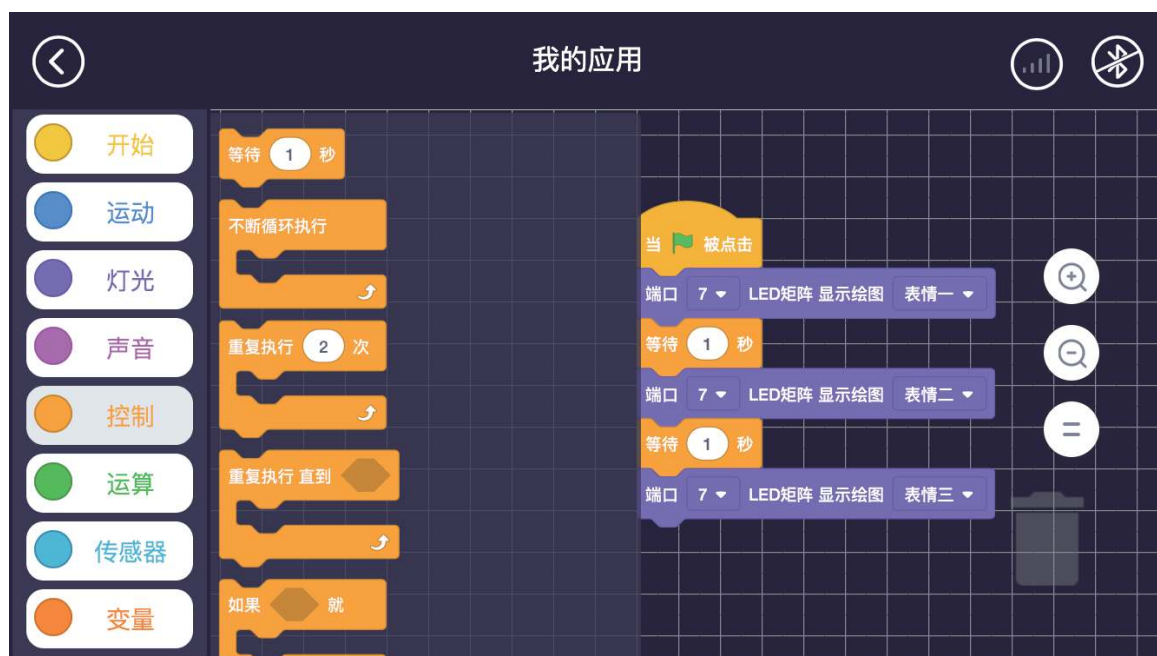 我的应用
开始
运动
灯光
声音
控制
运算
传感器
变量
等待 1 秒
不断循环执行
重复执行 2 次
重复执行 直到
如果 就
当 被点击
端口 7 LED矩阵 显示绘图 表情一
等待 1 秒
端口 7 LED矩阵 显示绘图 表情二
等待 1 秒
端口 7 LED矩阵 显示绘图 表情三